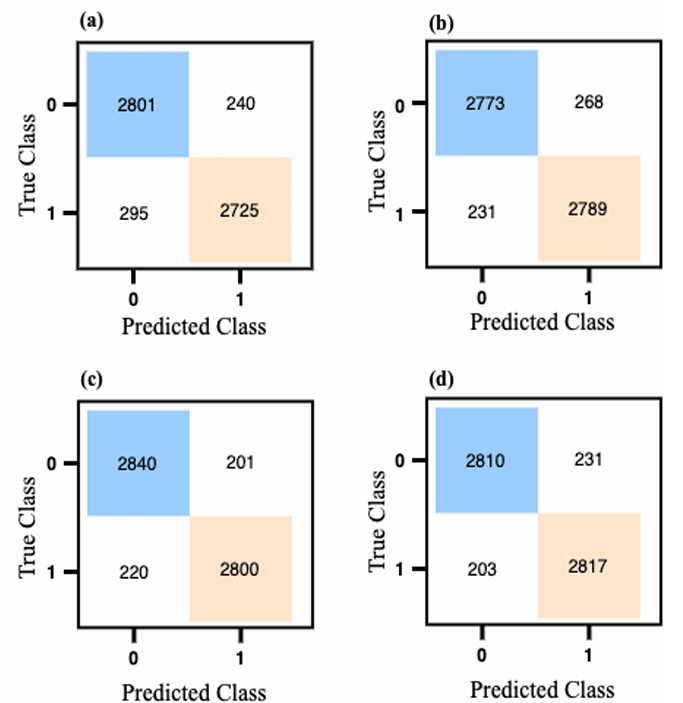 (a)
True Class
0
2801 240
1
295 2725
0 1
Predicted Class
(b)
True Class
0
2773 268
1
231 2789
0 1
Predicted Class
(c)
True Class
0
2840 201
1
220 2800
0 1
Predicted Class
(d)
True Class
0
2810 231
1
203 2817
0 1
Predicted Class